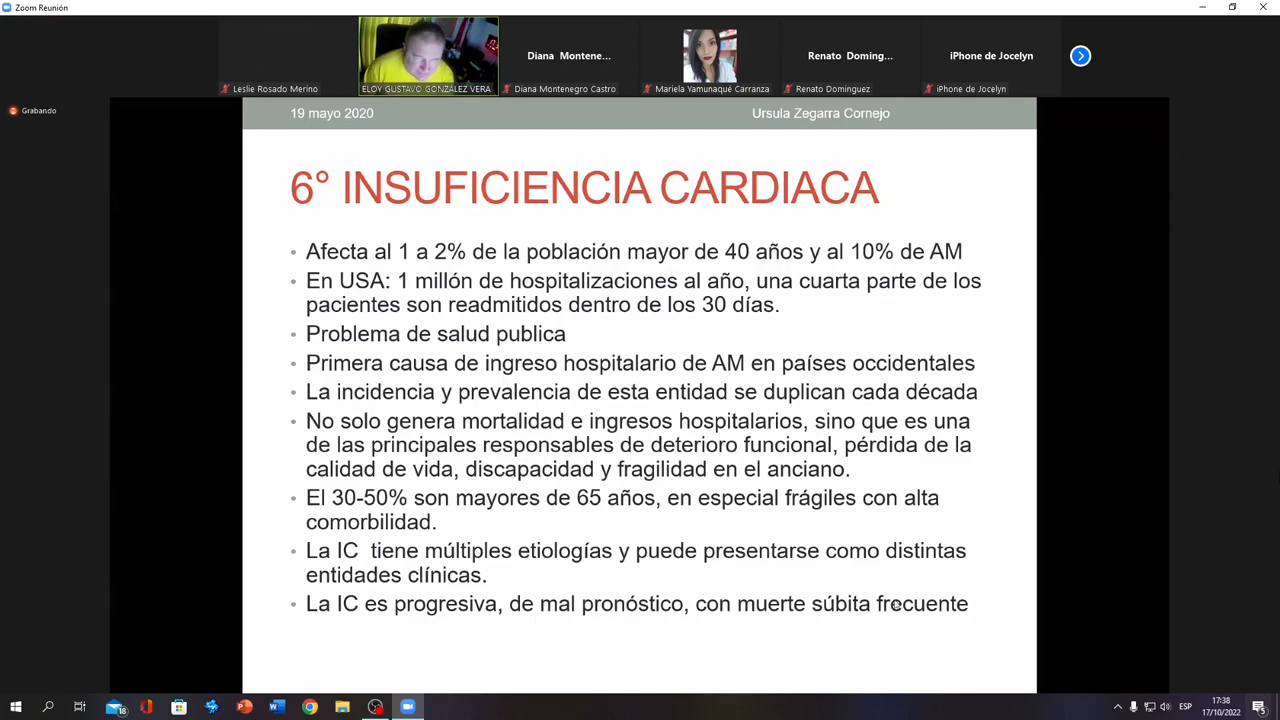 Zoom Reunión
Diana Montene...
Renato Doming...
iPhone de Jocelyn
Leslie Rosado Merino
ELOY GUSTAVO GONZALEZ VERA
Diana Montenegro Castro
Mariela Yamunaqué Carranza
Renato Dominguez
iPhone de Jocelyn
Grabando
19 mayo 2020
Ursula Zegarra Cornejo
6° INSUFICIENCIA CARDIACA
• Afecta al 1 a 2% de la población mayor de 40 años y al 10% de AM
• En USA: 1 millón de hospitalizaciones al año, una cuarta parte de los
pacientes son readmitidos dentro de los 30 días.
• Problema de salud publica
• Primera causa de ingreso hospitalario de AM en países occidentales
• La incidencia y prevalencia de esta entidad se duplican cada década
• No solo genera mortalidad e ingresos hospitalarios, sino que es una
de las principales responsables de deterioro funcional, pérdida de la
calidad de vida, discapacidad y fragilidad en el anciano.
• El 30-50% son mayores de 65 años, en especial frágiles con alta
comorbilidad.
• La IC tiene múltiples etiologías y puede presentarse como distintas
entidades clínicas.
• La IC es progresiva, de mal pronóstico, con muerte súbita frecuente
18
ESP
17:38
17/10/2022
5